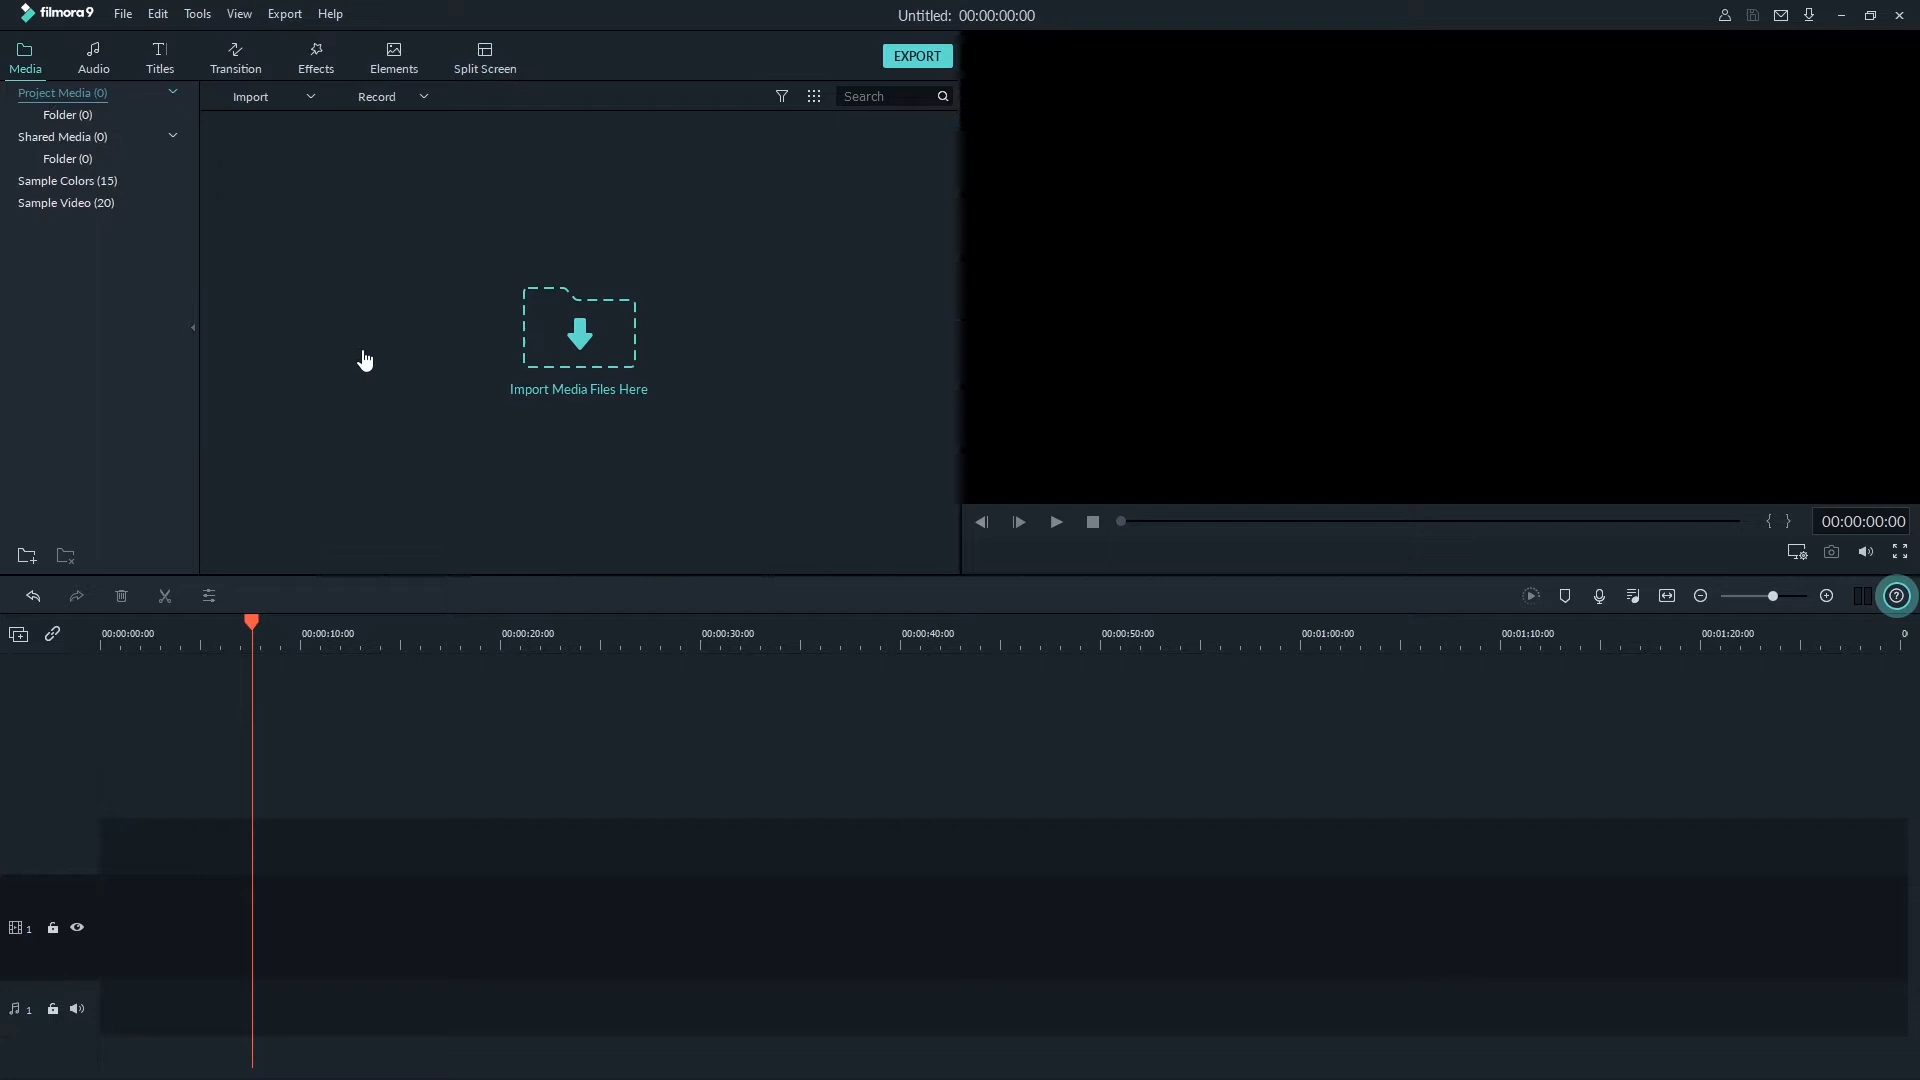 filmora9 File Edit Tools View Export Help Untitled: 00:00:00:00
Media Audio Titles Transition Effects Elements Split Screen EXPORT
Project Media (0)
Folder (0)
Shared Media (0)
Folder (0)
Sample Colors (15)
Sample Video (20)
Import Record Search
Import Media Files Here
00:00:00:00
00:00:00:00 00:00:10:00 00:00:20:00 00:00:30:00 00:00:40:00 00:00:50:00 00:01:00:00 00:01:10:00 00:01:20:00
1
1